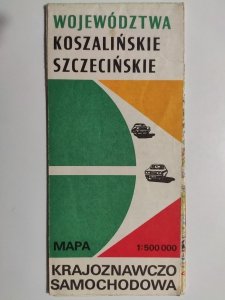 WOJEWÓDZTWA
KOSZALIŃSKIE
SZCZECIŃSKIE
MAPA 1:500 000
KRAJOZNAWCZO
SAMOCHODOWA